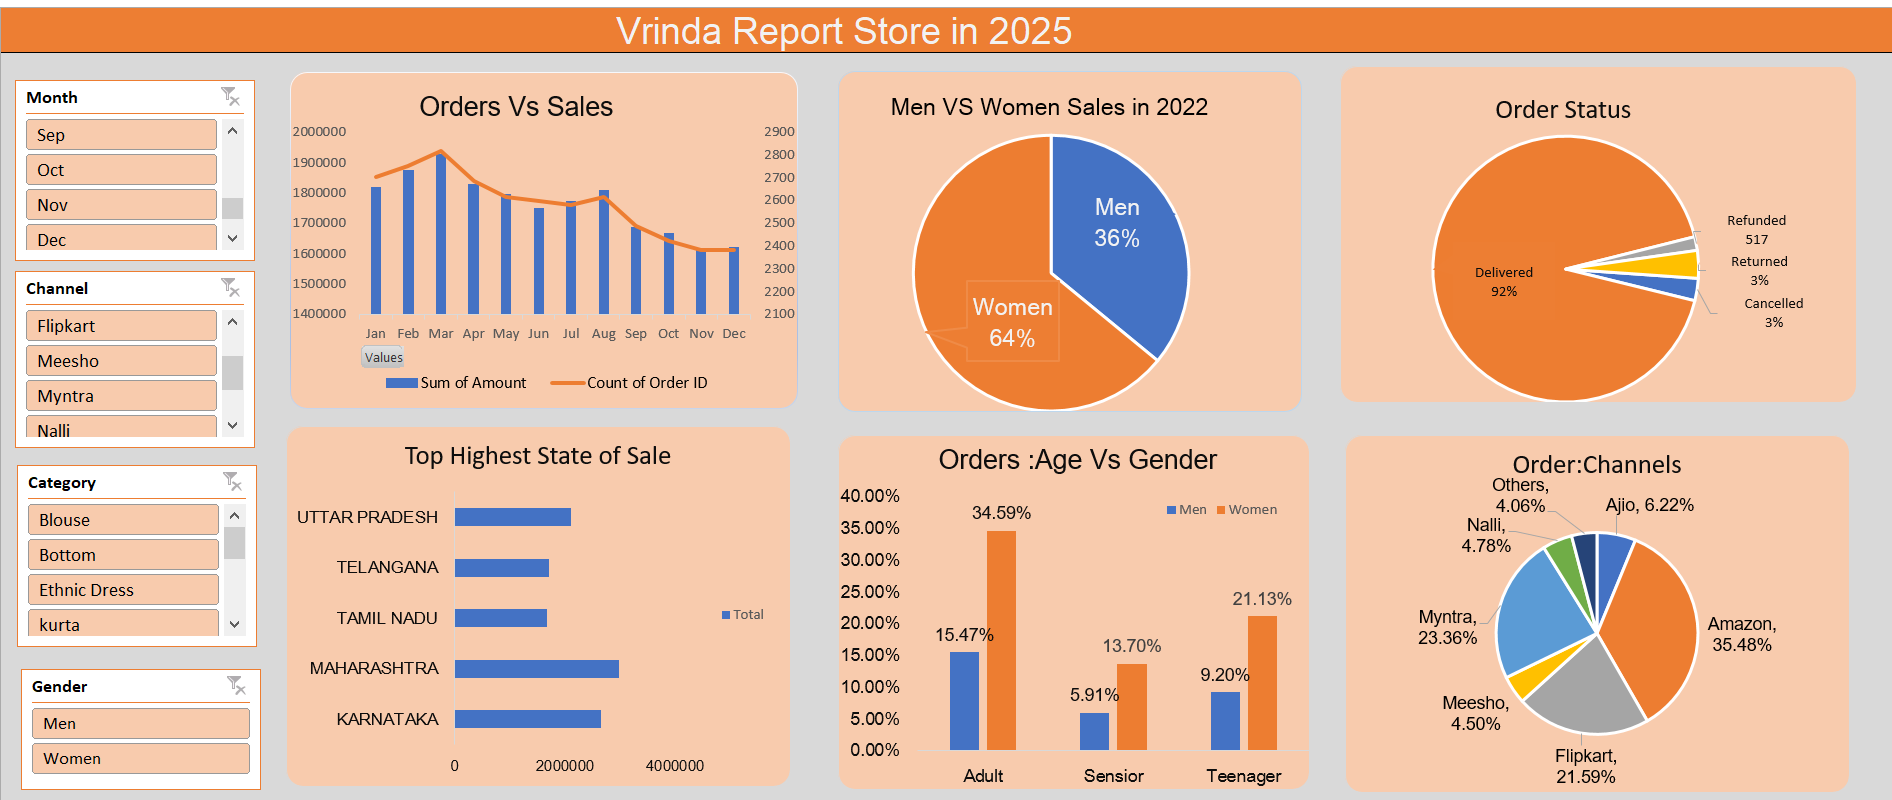 Vrinda Report Store in 2025
Month
Sep
Oct
Nov
Dec
Channel
Flipkart
Meesho
Myntra
Nalli
Category
Blouse
Bottom
Ethnic Dress
kurta
Gender
Men
Women
Orders Vs Sales
2000000
1900000
1800000
1700000
1600000
1500000
1400000
2900
2800
2700
2600
2500
2400
2300
2200
2100
Jan Feb Mar Apr May Jun Jul Aug Sep Oct Nov Dec
Values
Sum of Amount Count of Order ID
Men VS Women Sales in 2022
Men
36%
Women
64%
Order Status
Refunded
517
Returned
3%
Cancelled
3%
Delivered
92%
Top Highest State of Sale
UTTAR PRADESH
TELANGANA
TAMIL NADU
MAHARASHTRA
KARNATAKA
0 2000000 4000000
Total
Orders :Age Vs Gender
40.00%
35.00%
30.00%
25.00%
20.00%
15.00%
10.00%
5.00%
0.00%
Men Women
34.59%
15.47%
5.91%
13.70%
9.20%
21.13%
Adult Sensior Teenager
Order:Channels
Others,
4.06%
Ajio, 6.22%
Nalli,
4.78%
Myntra,
23.36%
Amazon,
35.48%
Meesho,
4.50%
Flipkart,
21.59%